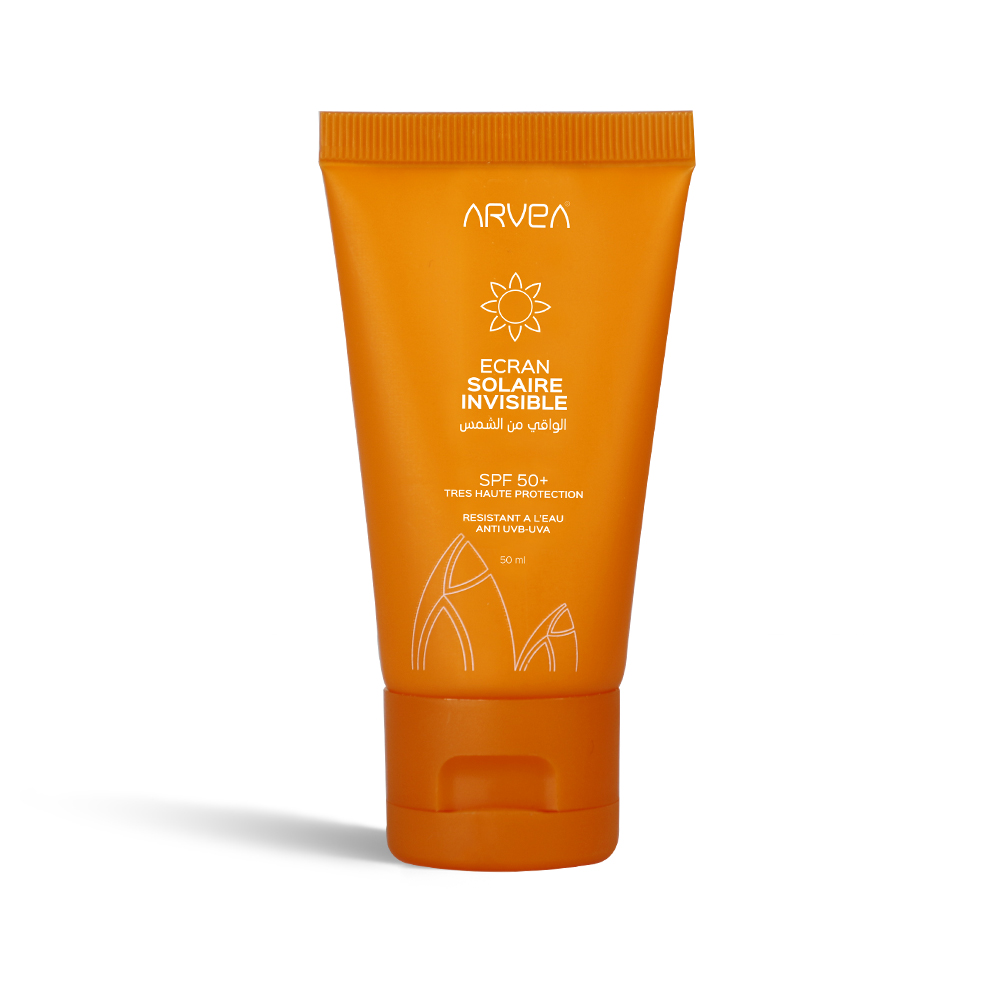 ARVEA®
ECRAN
SOLAIRE
INVISIBLE
الواقي من الشمس
SPF 50+
TRES HAUTE PROTECTION
RESISTANT A L'EAU
ANTI UVB-UVA
50 ml